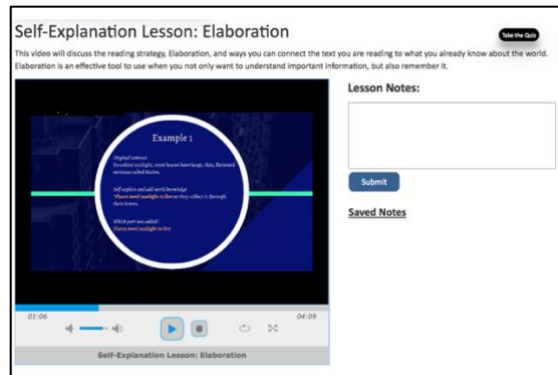 Self-Explanation Lesson: Elaboration
Take the Quiz
This video will discuss the reading strategy, Elaboration, and ways you can connect the text you are reading to what you already know about the world.
Elaboration is an effective tool to use when you not only want to understand important information, but also remember it.
Lesson Notes:
Example 1
Original sentence
To collect sunlight, most leaves have large, thin, flattened
sections called blades.
Self-explain and add world knowledge
"Plants need sunlight to live so they collect it through
their leaves.
Which part was added?
Plants need sunlight to live
Submit
Saved Notes
01:06
04:09
Self-Explanation Lesson: Elaboration